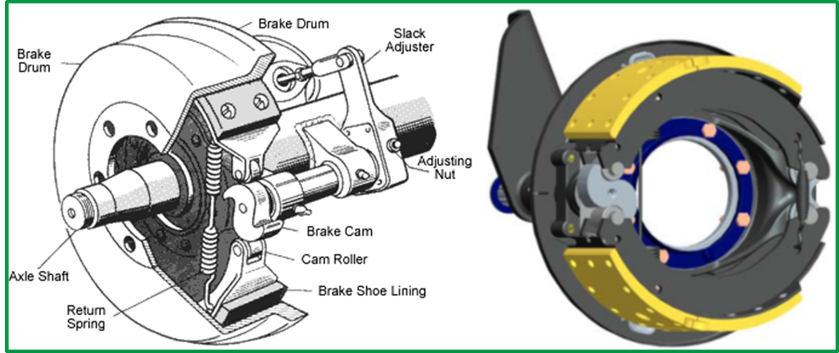 Brake Drum
Slack
Adjuster
Brake
Drum
Adjusting
Nut
Brake Cam
Cam Roller
Axle Shaft
Brake Shoe Lining
Return
Spring